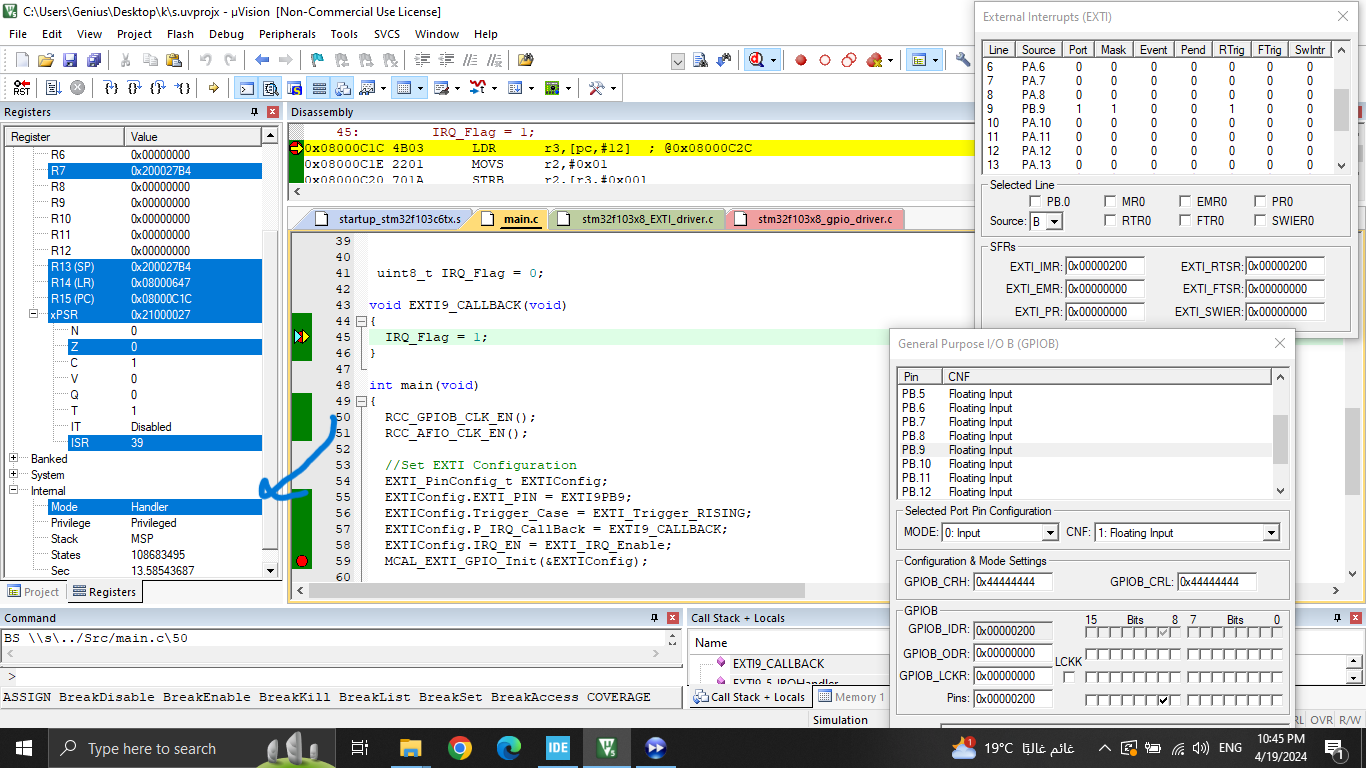 C:\Users\Genius\Desktop\k\s.uvprojx - µVision [Non-Commercial Use License]
File Edit View Project Flash Debug Peripherals Tools SVCS Window Help
RST
Registers
Register Value
R6 0x00000000
R7 0x200027B4
R8 0x00000000
R9 0x00000000
R10 0x00000000
R11 0x00000000
R12 0x00000000
R13 (SP) 0x200027B4
R14 (LR) 0x08000647
R15 (PC) 0x08000C1C
xPSR 0x21000027
N 0
Z 0
C 1
V 0
Q 0
T 1
IT Disabled
ISR 39
Banked
System
Internal
Mode Handler
Privilege Privileged
Stack MSP
States 108683495
Sec 13.58543687
Project Registers
Disassembly
45: IRQ_Flag = 1;
0x08000C1C 4B03 LDR r3,[pc,#12] ; @0x08000C2C
0x08000C1E 2201 MOVS r2,#0x01
0x08000C20 701A STRB r2,[r3,#0x00]
startup_stm32f103c6tx.s main.c stm32f103x8_EXTI_driver.c stm32f103x8_gpio_driver.c
39
40
41 uint8_t IRQ_Flag = 0;
42
43 void EXTI9_CALLBACK(void)
44 {
45 IRQ_Flag = 1;
46 }
47
48 int main(void)
49 {
50 RCC_GPIOB_CLK_EN();
51 RCC_AFIO_CLK_EN();
52
53 //Set EXTI Configuration
54 EXTI_PinConfig_t EXTIConfig;
55 EXTIConfig.EXTI_PIN = EXTI9PB9;
56 EXTIConfig.Trigger_Case = EXTI_Trigger_RISING;
57 EXTIConfig.P_IRQ_CallBack = EXTI9_CALLBACK;
58 EXTIConfig.IRQ_EN = EXTI_IRQ_Enable;
59 MCAL_EXTI_GPIO_Init(&EXTIConfig);
60
External Interrupts (EXTI)
Line Source Port Mask Event Pend RTrig FTrig SwIntr
6 PA.6 0 0 0 0 0 0 0
7 PA.7 0 0 0 0 0 0 0
8 PA.8 0 0 0 0 0 0 0
9 PB.9 1 1 0 0 1 0 0
10 PA.10 0 0 0 0 0 0 0
11 PA.11 0 0 0 0 0 0 0
12 PA.12 0 0 0 0 0 0 0
13 PA.13 0 0 0 0 0 0 0
Selected Line
PB.0 MR0 EMR0 PR0
Source: B RTR0 FTR0 SWIER0
SFRs
EXTI_IMR: 0x00000200 EXTI_RTSR: 0x00000200
EXTI_EMR: 0x00000000 EXTI_FTSR: 0x00000000
EXTI_PR: 0x00000000 EXTI_SWIER: 0x00000000
General Purpose I/O B (GPIOB)
Pin CNF
PB.5 Floating Input
PB.6 Floating Input
PB.7 Floating Input
PB.8 Floating Input
PB.9 Floating Input
PB.10 Floating Input
PB.11 Floating Input
PB.12 Floating Input
Selected Port Pin Configuration
MODE: 0: Input CNF: 1: Floating Input
Configuration & Mode Settings
GPIOB_CRH: 0x44444444 GPIOB_CRL: 0x44444444
GPIOB
15 Bits 8 7 Bits 0
GPIOB_IDR: 0x00000200
GPIOB_ODR: 0x00000000
LCKK
GPIOB_LCKR: 0x00000000
Pins: 0x00000200
Command
BS \\s\../Src/main.c\50
>
ASSIGN BreakDisable BreakEnable BreakKill BreakList BreakSet BreakAccess COVERAGE
Call Stack + Locals
Name
EXTI9_CALLBACK
EXTI9_5_IRQHandler
Call Stack + Locals Memory 1
Simulation
RL OVR R/W
Type here to search
IDE
1
19°C غائم غالبًا
ENG
10:45 PM
4/19/2024
1